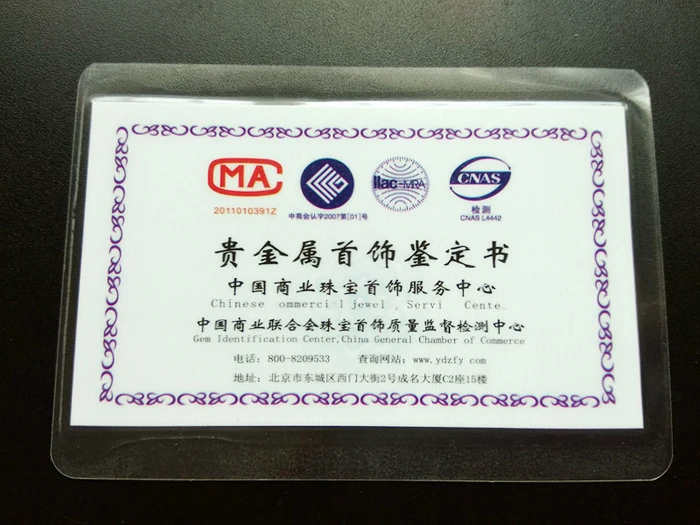 CMA
2011010391Z
中商会认字2007第[01]号
ilac-MRA
CNAS
检测
CNAS L4442
贵金属首饰鉴定书
中国商业珠宝首饰服务中心
Chinese ommerci l jewel . Servi Cente
中国商业联合会珠宝首饰质量监督检测中心
Gem Identification Center,China General Chamber of Commerce
电话：800-8209533 查询网站：www.ydzfy.com
地址：北京市东城区西门大街2号成名大厦C2座15楼